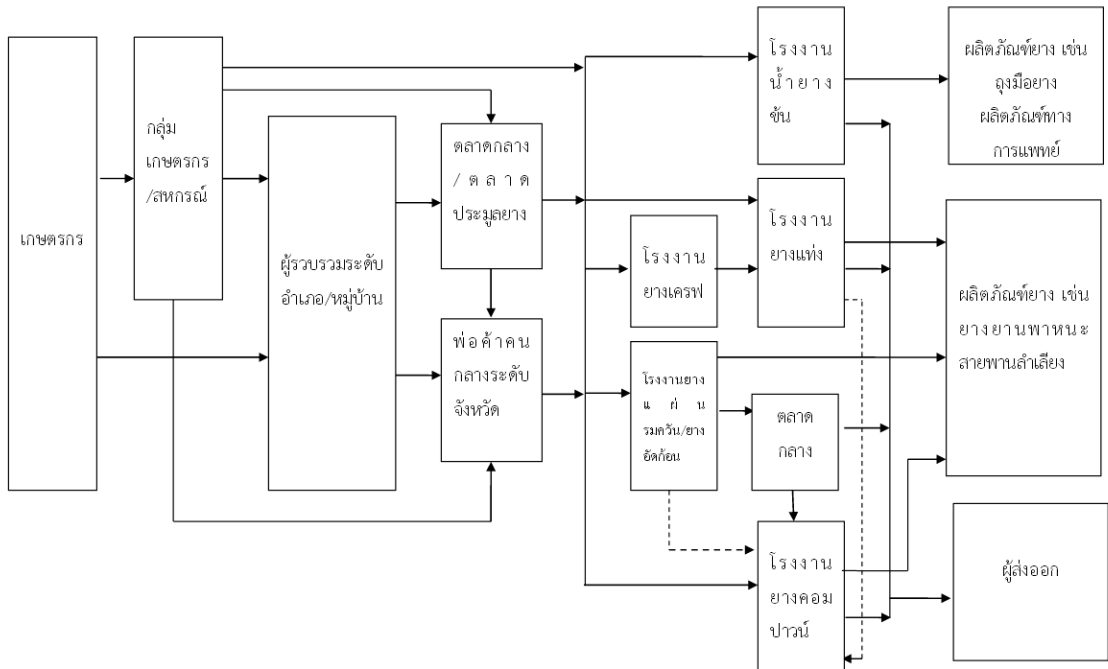 เกษตรกร
กลุ่ม
เกษตรกร
/สหกรณ์
ผู้รวบรวมระดับ
อำเภอ/หมู่บ้าน
ตลาดกลาง
/ตลาด
ประมูลยาง
พ่อค้าคน
กลางระดับ
จังหวัด
โรงงาน
น้ำยาง
ข้น
โรงงาน
ยางแท่ง
โรงงาน
ยางเครฟ
โรงงานยาง
แผ่น
รมควัน/ยาง
อัดก้อน
ตลาด
กลาง
โรงงาน
ยางคอม
ปาวน์
ผลิตภัณฑ์ยาง เช่น
ถุงมือยาง
ผลิตภัณฑ์ทาง
การแพทย์
ผลิตภัณฑ์ยาง เช่น
ยางยานพาหนะ
สายพานลำเลียง
ผู้ส่งออก